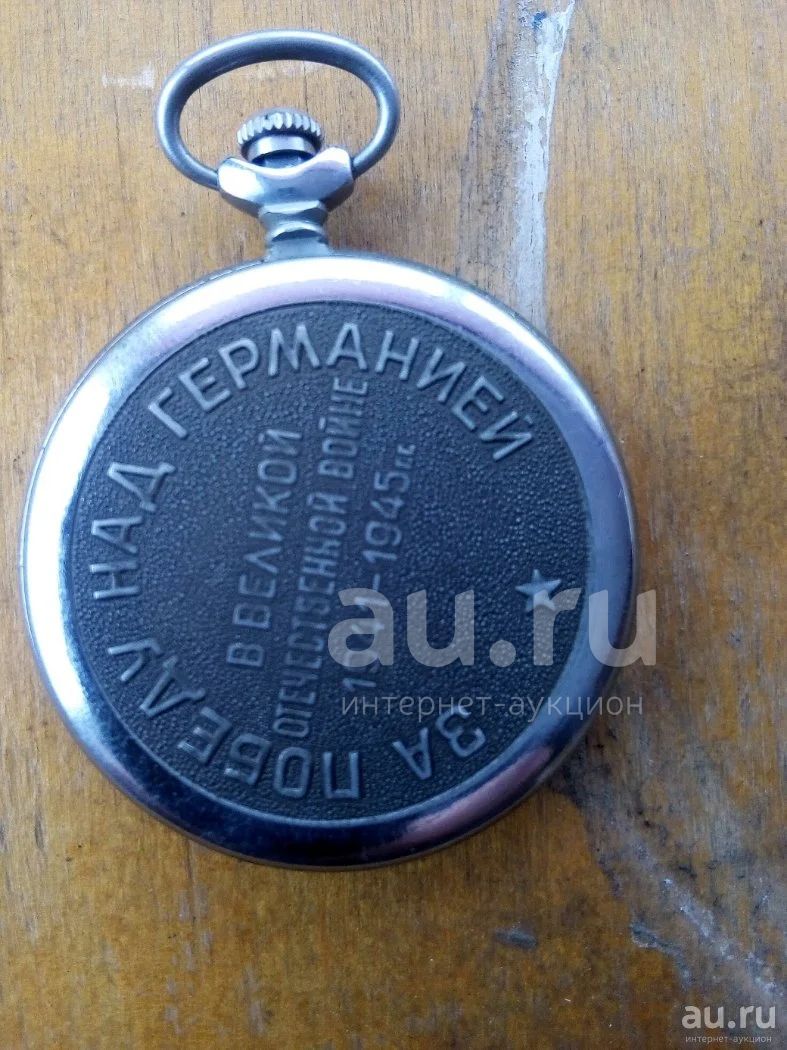 ЗА ПОБЕДУ НАД ГЕРМАНИЕЙ
В ВЕЛИКОЙ
ОТЕЧЕСТВЕННОЙ ВОЙНЕ
1945гг.
au.ru
интернет-аукцион
au.ru
интернет-аукцион